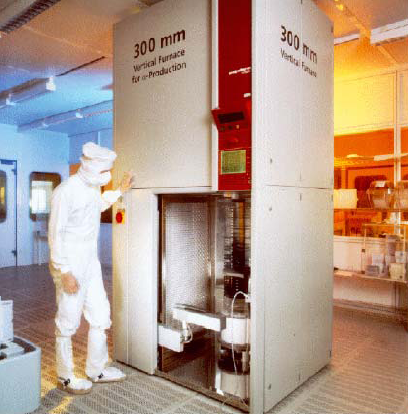 300 mm
Vertical Furnace
for α-Production
300 mm
Vertical Furnace